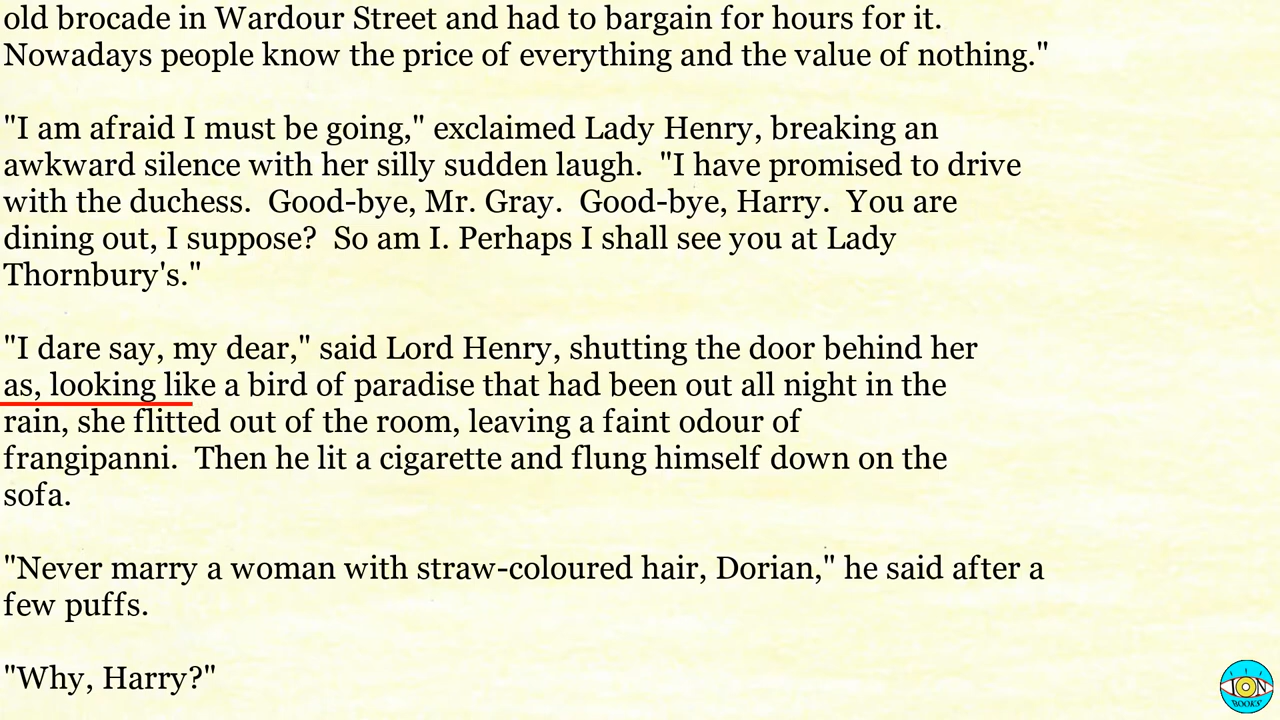 old brocade in Wardour Street and had to bargain for hours for it.
Nowadays people know the price of everything and the value of nothing."
"I am afraid I must be going," exclaimed Lady Henry, breaking an
awkward silence with her silly sudden laugh.  "I have promised to drive
with the duchess.  Good-bye, Mr. Gray.  Good-bye, Harry.  You are
dining out, I suppose?  So am I. Perhaps I shall see you at Lady
Thornbury's."
"I dare say, my dear," said Lord Henry, shutting the door behind her
as, looking like a bird of paradise that had been out all night in the
rain, she flitted out of the room, leaving a faint odour of
frangipanni.  Then he lit a cigarette and flung himself down on the
sofa.
"Never marry a woman with straw-coloured hair, Dorian," he said after a
few puffs.
"Why, Harry?"
ION
BOOKS